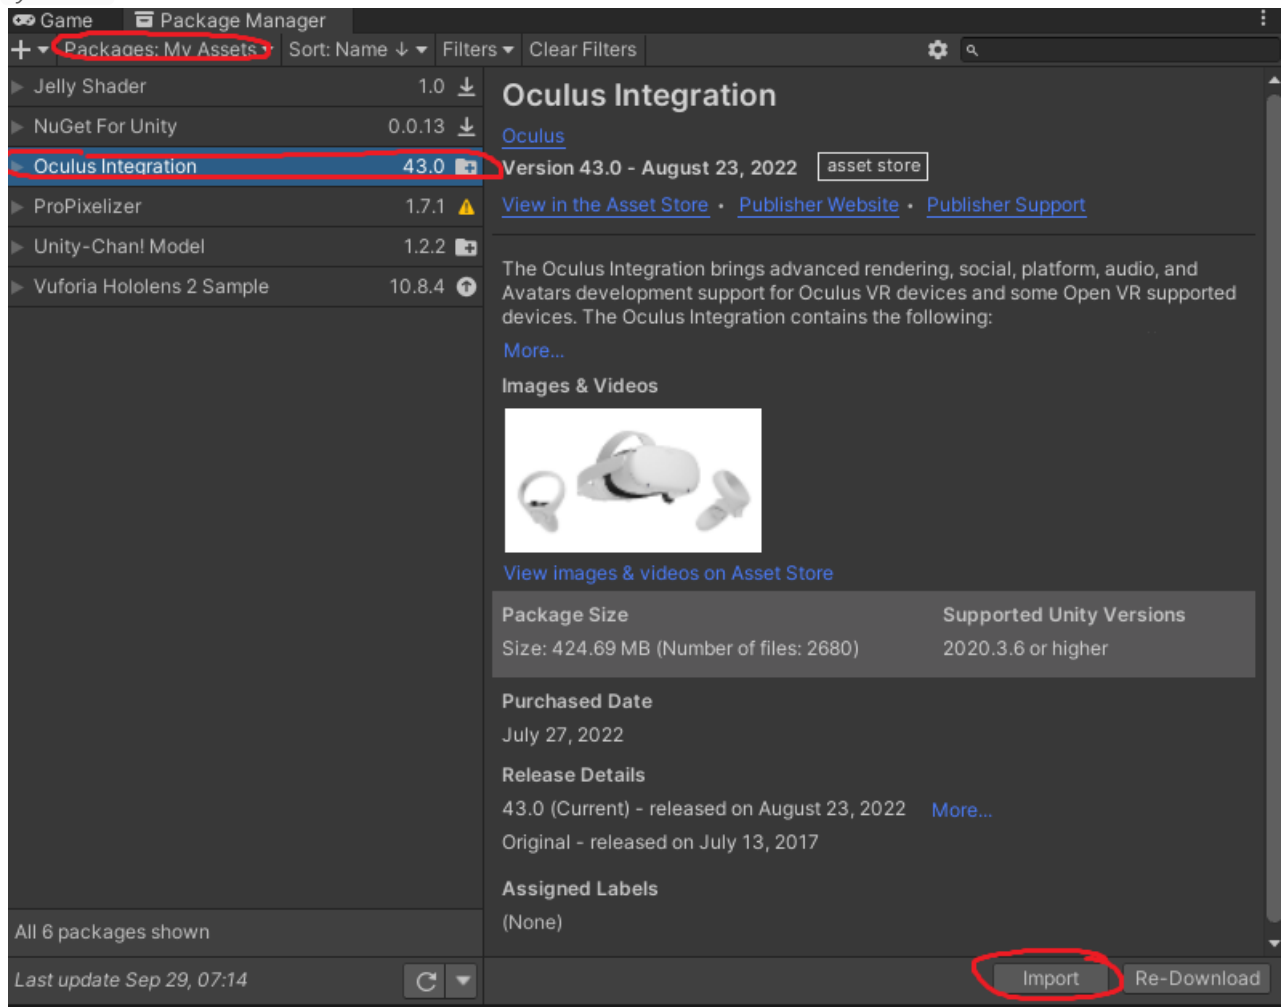 Game Package Manager
Packages: My Assets Sort: Name ↓ Filters Clear Filters
Jelly Shader 1.0
NuGet For Unity 0.0.13
Oculus Integration 43.0
ProPixelizer 1.7.1
Unity-Chan! Model 1.2.2
Vuforia Hololens 2 Sample 10.8.4
All 6 packages shown
Last update Sep 29, 07:14
Oculus Integration
Oculus
Version 43.0 - August 23, 2022 asset store
View in the Asset Store • Publisher Website • Publisher Support
The Oculus Integration brings advanced rendering, social, platform, audio, and
Avatars development support for Oculus VR devices and some Open VR supported
devices. The Oculus Integration contains the following:
More...
Images & Videos
View images & videos on Asset Store
Package Size Supported Unity Versions
Size: 424.69 MB (Number of files: 2680) 2020.3.6 or higher
Purchased Date
July 27, 2022
Release Details
43.0 (Current) - released on August 23, 2022 More...
Original - released on July 13, 2017
Assigned Labels
(None)
Import Re-Download